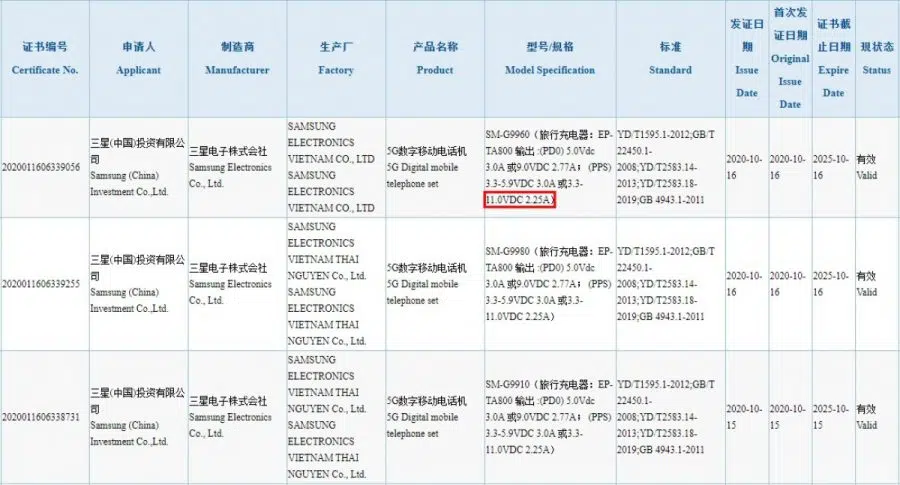 证书编号
Certificate No.
申请人
Applicant
制造商
Manufacturer
生产厂
Factory
产品名称
Product
型号/规格
Model Specification
标准
Standard
发证日
期
Issue
Date
首次发
证日期
Original
Issue
Date
证书截
止日期
Expire
Date
现状态
Status
2020011606339056
三星(中国)投资有限公
司
Samsung (China)
Investment Co.,Ltd.
三星电子株式会社
Samsung Electronics
Co., Ltd.
SAMSUNG
ELECTRONICS
VIETNAM CO., LTD
SAMSUNG
ELECTRONICS
VIETNAM CO., LTD
5G数字移动电话机
5G Digital mobile
telephone set
SM-G9960（旅行充电器：EP-
TA800 输出 :(PD0) 5.0Vdc
3.0A 或9.0VDC 2.77A； (PPS)
3.3-5.9VDC 3.0A 或3.3-
11.0VDC 2.25A）
YD/T1595.1-2012;GB/T
22450.1-
2008;YD/T2583.14-
2013;YD/T2583.18-
2019;GB 4943.1-2011
2020-10-
16
2020-10-
16
2025-10-
16
有效
Valid
2020011606339255
三星(中国)投资有限公
司
Samsung (China)
Investment Co.,Ltd.
三星电子株式会社
Samsung Electronics
Co., Ltd.
SAMSUNG
ELECTRONICS
VIETNAM THAI
NGUYEN Co., Ltd.
SAMSUNG
ELECTRONICS
VIETNAM THAI
NGUYEN Co., Ltd.
5G数字移动电话机
5G Digital mobile
telephone set
SM-G9980（旅行充电器：EP-
TA800 输出 :(PD0) 5.0Vdc
3.0A 或9.0VDC 2.77A； (PPS)
3.3-5.9VDC 3.0A 或3.3-
11.0VDC 2.25A）
YD/T1595.1-2012;GB/T
22450.1-
2008;YD/T2583.14-
2013;YD/T2583.18-
2019;GB 4943.1-2011
2020-10-
16
2020-10-
16
2025-10-
16
有效
Valid
2020011606338731
三星(中国)投资有限公
司
Samsung (China)
Investment Co.,Ltd.
三星电子株式会社
Samsung Electronics
Co., Ltd.
SAMSUNG
ELECTRONICS
VIETNAM THAI
NGUYEN Co., Ltd.
SAMSUNG
ELECTRONICS
VIETNAM THAI
NGUYEN Co., Ltd.
5G数字移动电话机
5G Digital mobile
telephone set
SM-G9910（旅行充电器：EP-
TA800 输出 :(PD0) 5.0Vdc
3.0A 或9.0VDC 2.77A； (PPS)
3.3-5.9VDC 3.0A 或3.3-
11.0VDC 2.25A）
YD/T1595.1-2012;GB/T
22450.1-
2008;YD/T2583.14-
2013;YD/T2583.18-
2019;GB 4943.1-2011
2020-10-
15
2020-10-
15
2025-10-
15
有效
Valid